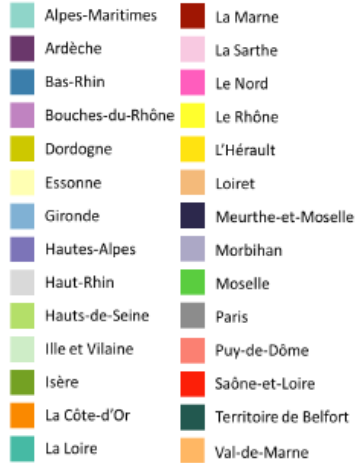 Alpes-Maritimes
Ardèche
Bas-Rhin
Bouches-du-Rhône
Dordogne
Essonne
Gironde
Hautes-Alpes
Haut-Rhin
Hauts-de-Seine
Ille et Vilaine
Isère
La Côte-d'Or
La Loire
La Marne
La Sarthe
Le Nord
Le Rhône
L'Hérault
Loiret
Meurthe-et-Moselle
Morbihan
Moselle
Paris
Puy-de-Dôme
Saône-et-Loire
Territoire de Belfort
Val-de-Marne